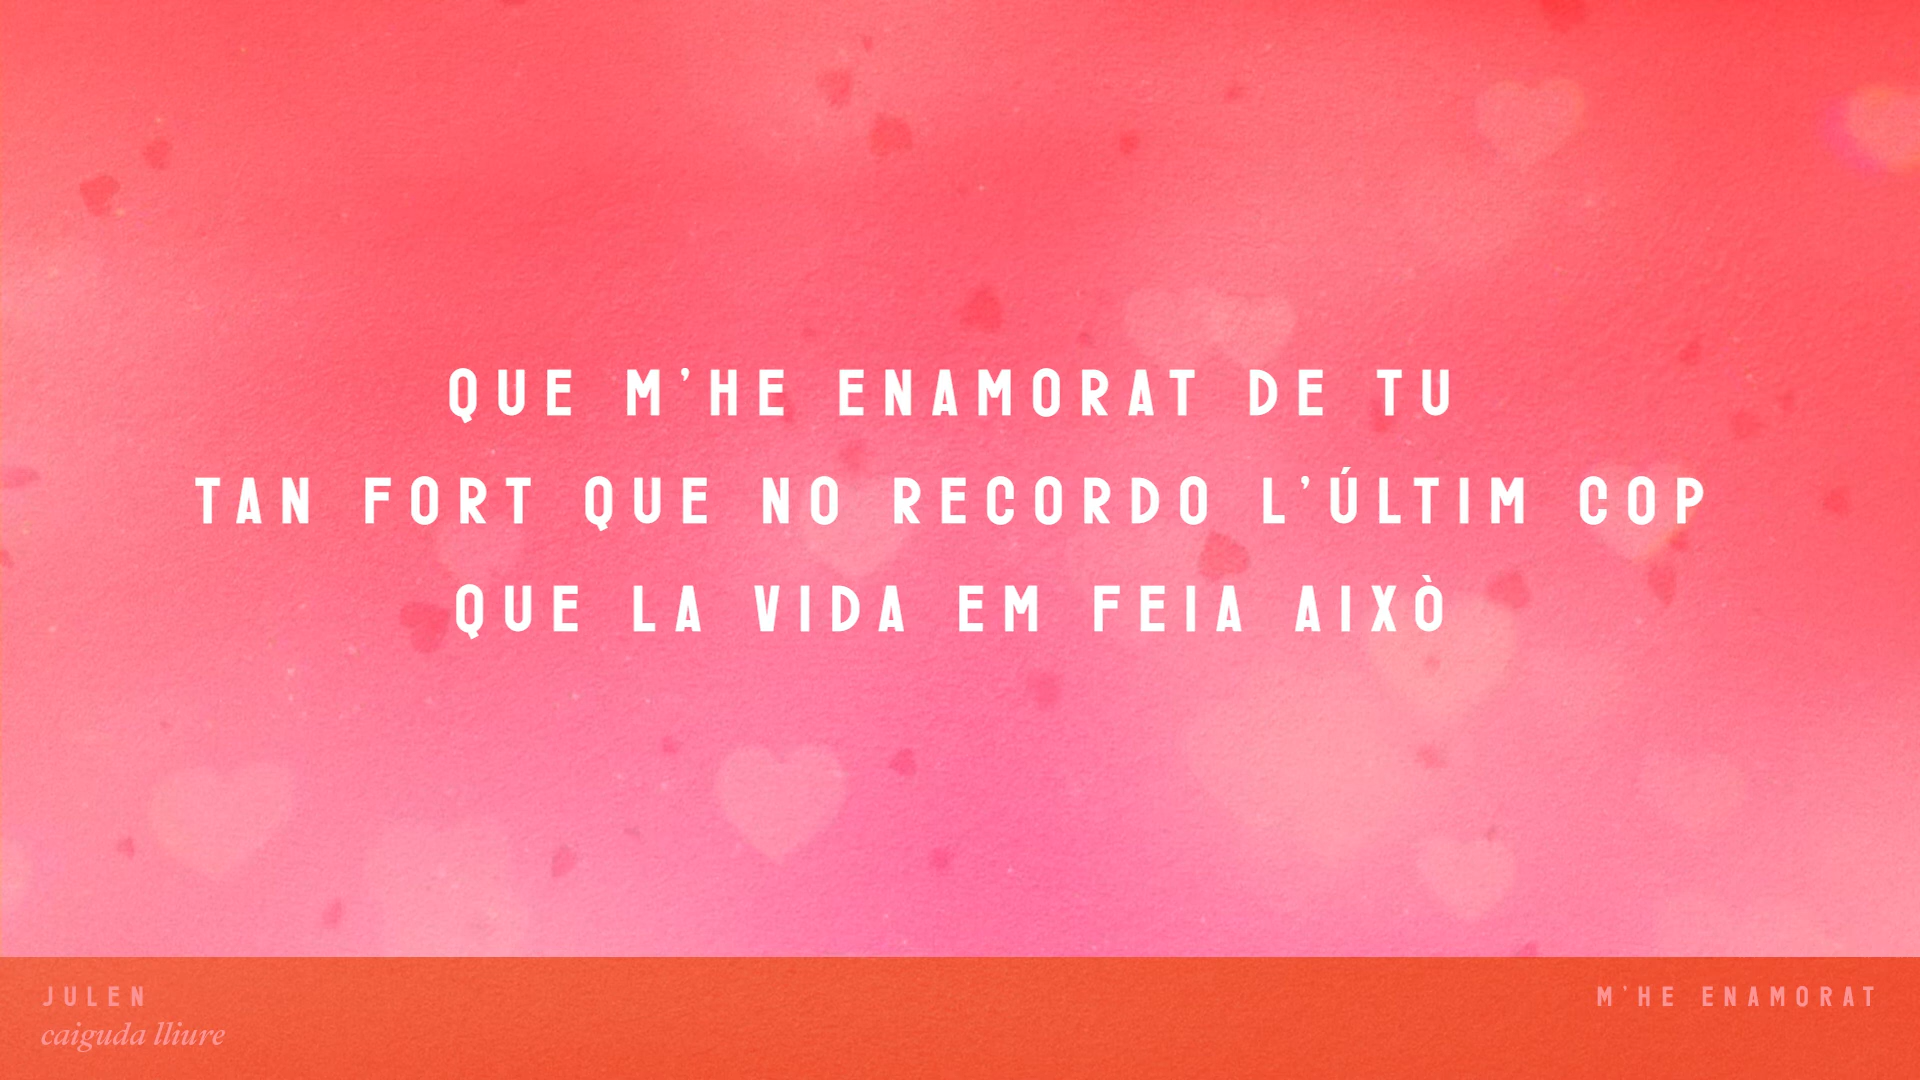 QUE M'HE ENAMORAT DE TU
TAN FORT QUE NO RECORDO L'ÚLTIM COP
QUE LA VIDA EM FEIA AIXÒ
JULEN
caiguda lliure
M'HE ENAMORAT